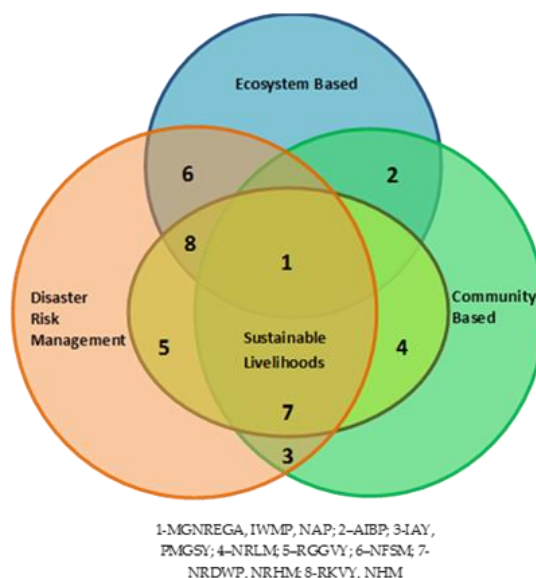 Ecosystem Based
6
2
8
1
Disaster
Risk
Management
Community
Based
5
Sustainable
Livelihoods
4
7
3
1-MGNREGA, IWMP, NAP; 2–AIBP; 3-IAY,
PMGSY; 4–NRLM; 5–RGGVY; 6–NFSM; 7-
NRDWP, NRHM; 8-RKVY, NHM